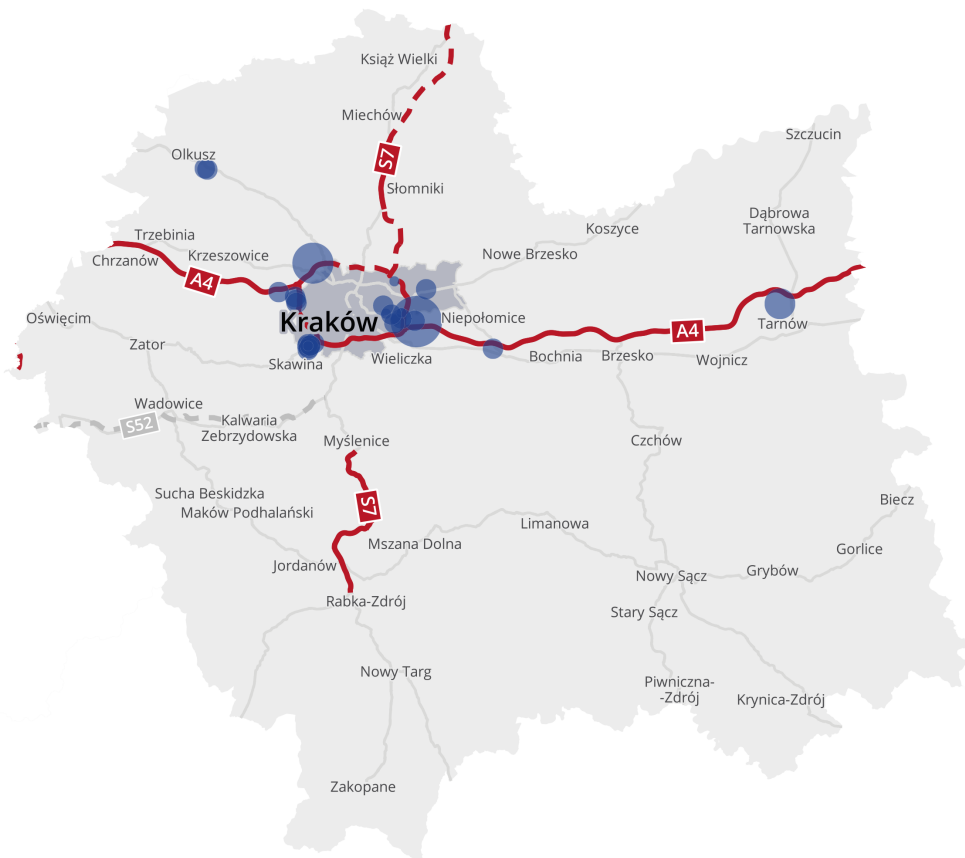 Książ Wielki
Miechów
Szczucin
Olkusz
S7
Słomniki
Dąbrowa
Tarnowska
Koszyce
Trzebinia
Krzeszowice
Nowe Brzesko
Chrzanów
A4
Oświęcim
Kraków
Niepołomice
Tarnów
A4
Zator
Skawina
Wieliczka
Bochnia
Brzesko
Wojnicz
Wadowice
S52
Kalwaria
Zebrzydowska
Myślenice
Czchów
Sucha Beskidzka
Maków Podhalański
S7
Biecz
Limanowa
Mszana Dolna
Gorlice
Jordanów
Nowy Sącz
Grybów
Rabka-Zdrój
Stary Sącz
Nowy Targ
Piwniczna-
-Zdrój
Krynica-Zdrój
Zakopane